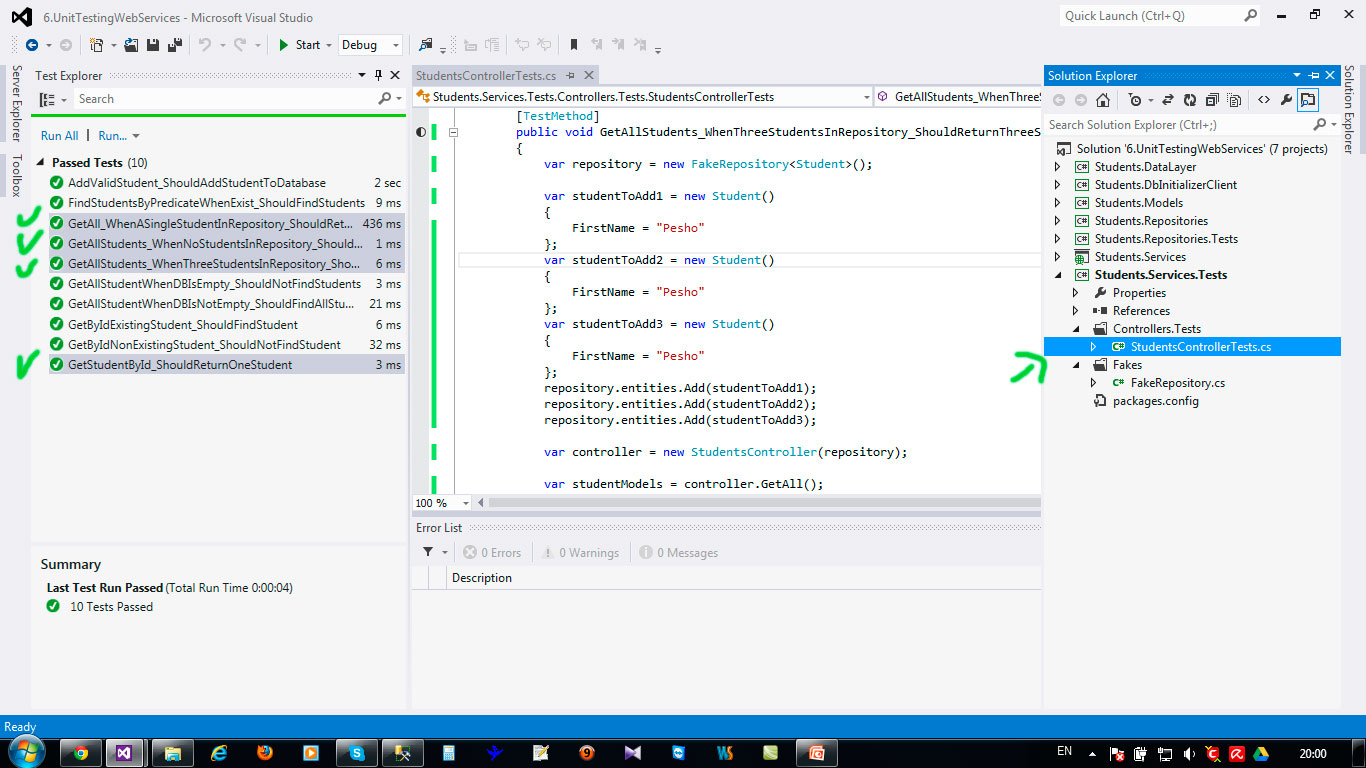 6.UnitTestingWebServices - Microsoft Visual Studio
Quick Launch (Ctrl+Q)
Start
Debug
Server Explorer
Toolbox
Test Explorer
Search
Run All | Run...
Passed Tests (10)
AddValidStudent_ShouldAddStudentToDatabase 2 sec
FindStudentsByPredicateWhenExist_ShouldFindStudents 9 ms
GetAll_WhenASingleStudentInRepository_ShouldRet... 436 ms
GetAllStudents_WhenNoStudentsInRepository_Should... 1 ms
GetAllStudents_WhenThreeStudentsInRepository_Sho... 6 ms
GetAllStudentWhenDBIsEmpty_ShouldNotFindStudents 3 ms
GetAllStudentWhenDBIsNotEmpty_ShouldFindAllStu... 21 ms
GetByIdExistingStudent_ShouldFindStudent 6 ms
GetByIdNonExistingStudent_ShouldNotFindStudent 32 ms
GetStudentById_ShouldReturnOneStudent 3 ms
Summary
Last Test Run Passed (Total Run Time 0:00:04)
10 Tests Passed
StudentsControllerTests.cs
Students.Services.Tests.Controllers.Tests.StudentsControllerTests
GetAllStudents_WhenThreeS
[TestMethod]
public void GetAllStudents_WhenThreeStudentsInRepository_ShouldReturnThreeS
{
var repository = new FakeRepository<Student>();
var studentToAdd1 = new Student()
{
FirstName = "Pesho"
};
var studentToAdd2 = new Student()
{
FirstName = "Pesho"
};
var studentToAdd3 = new Student()
{
FirstName = "Pesho"
};
repository.entities.Add(studentToAdd1);
repository.entities.Add(studentToAdd2);
repository.entities.Add(studentToAdd3);
var controller = new StudentsController(repository);
var studentModels = controller.GetAll();
100 %
Error List
0 Errors
0 Warnings
0 Messages
Description
Solution Explorer
Search Solution Explorer (Ctrl+;)
Solution '6.UnitTestingWebServices' (7 projects)
Students.DataLayer
Students.DbInitializerClient
Students.Models
Students.Repositories
Students.Repositories.Tests
Students.Services
Students.Services.Tests
Properties
References
Controllers.Tests
StudentsControllerTests.cs
Fakes
FakeRepository.cs
packages.config
Solution Explorer
Ready
EN
20:00